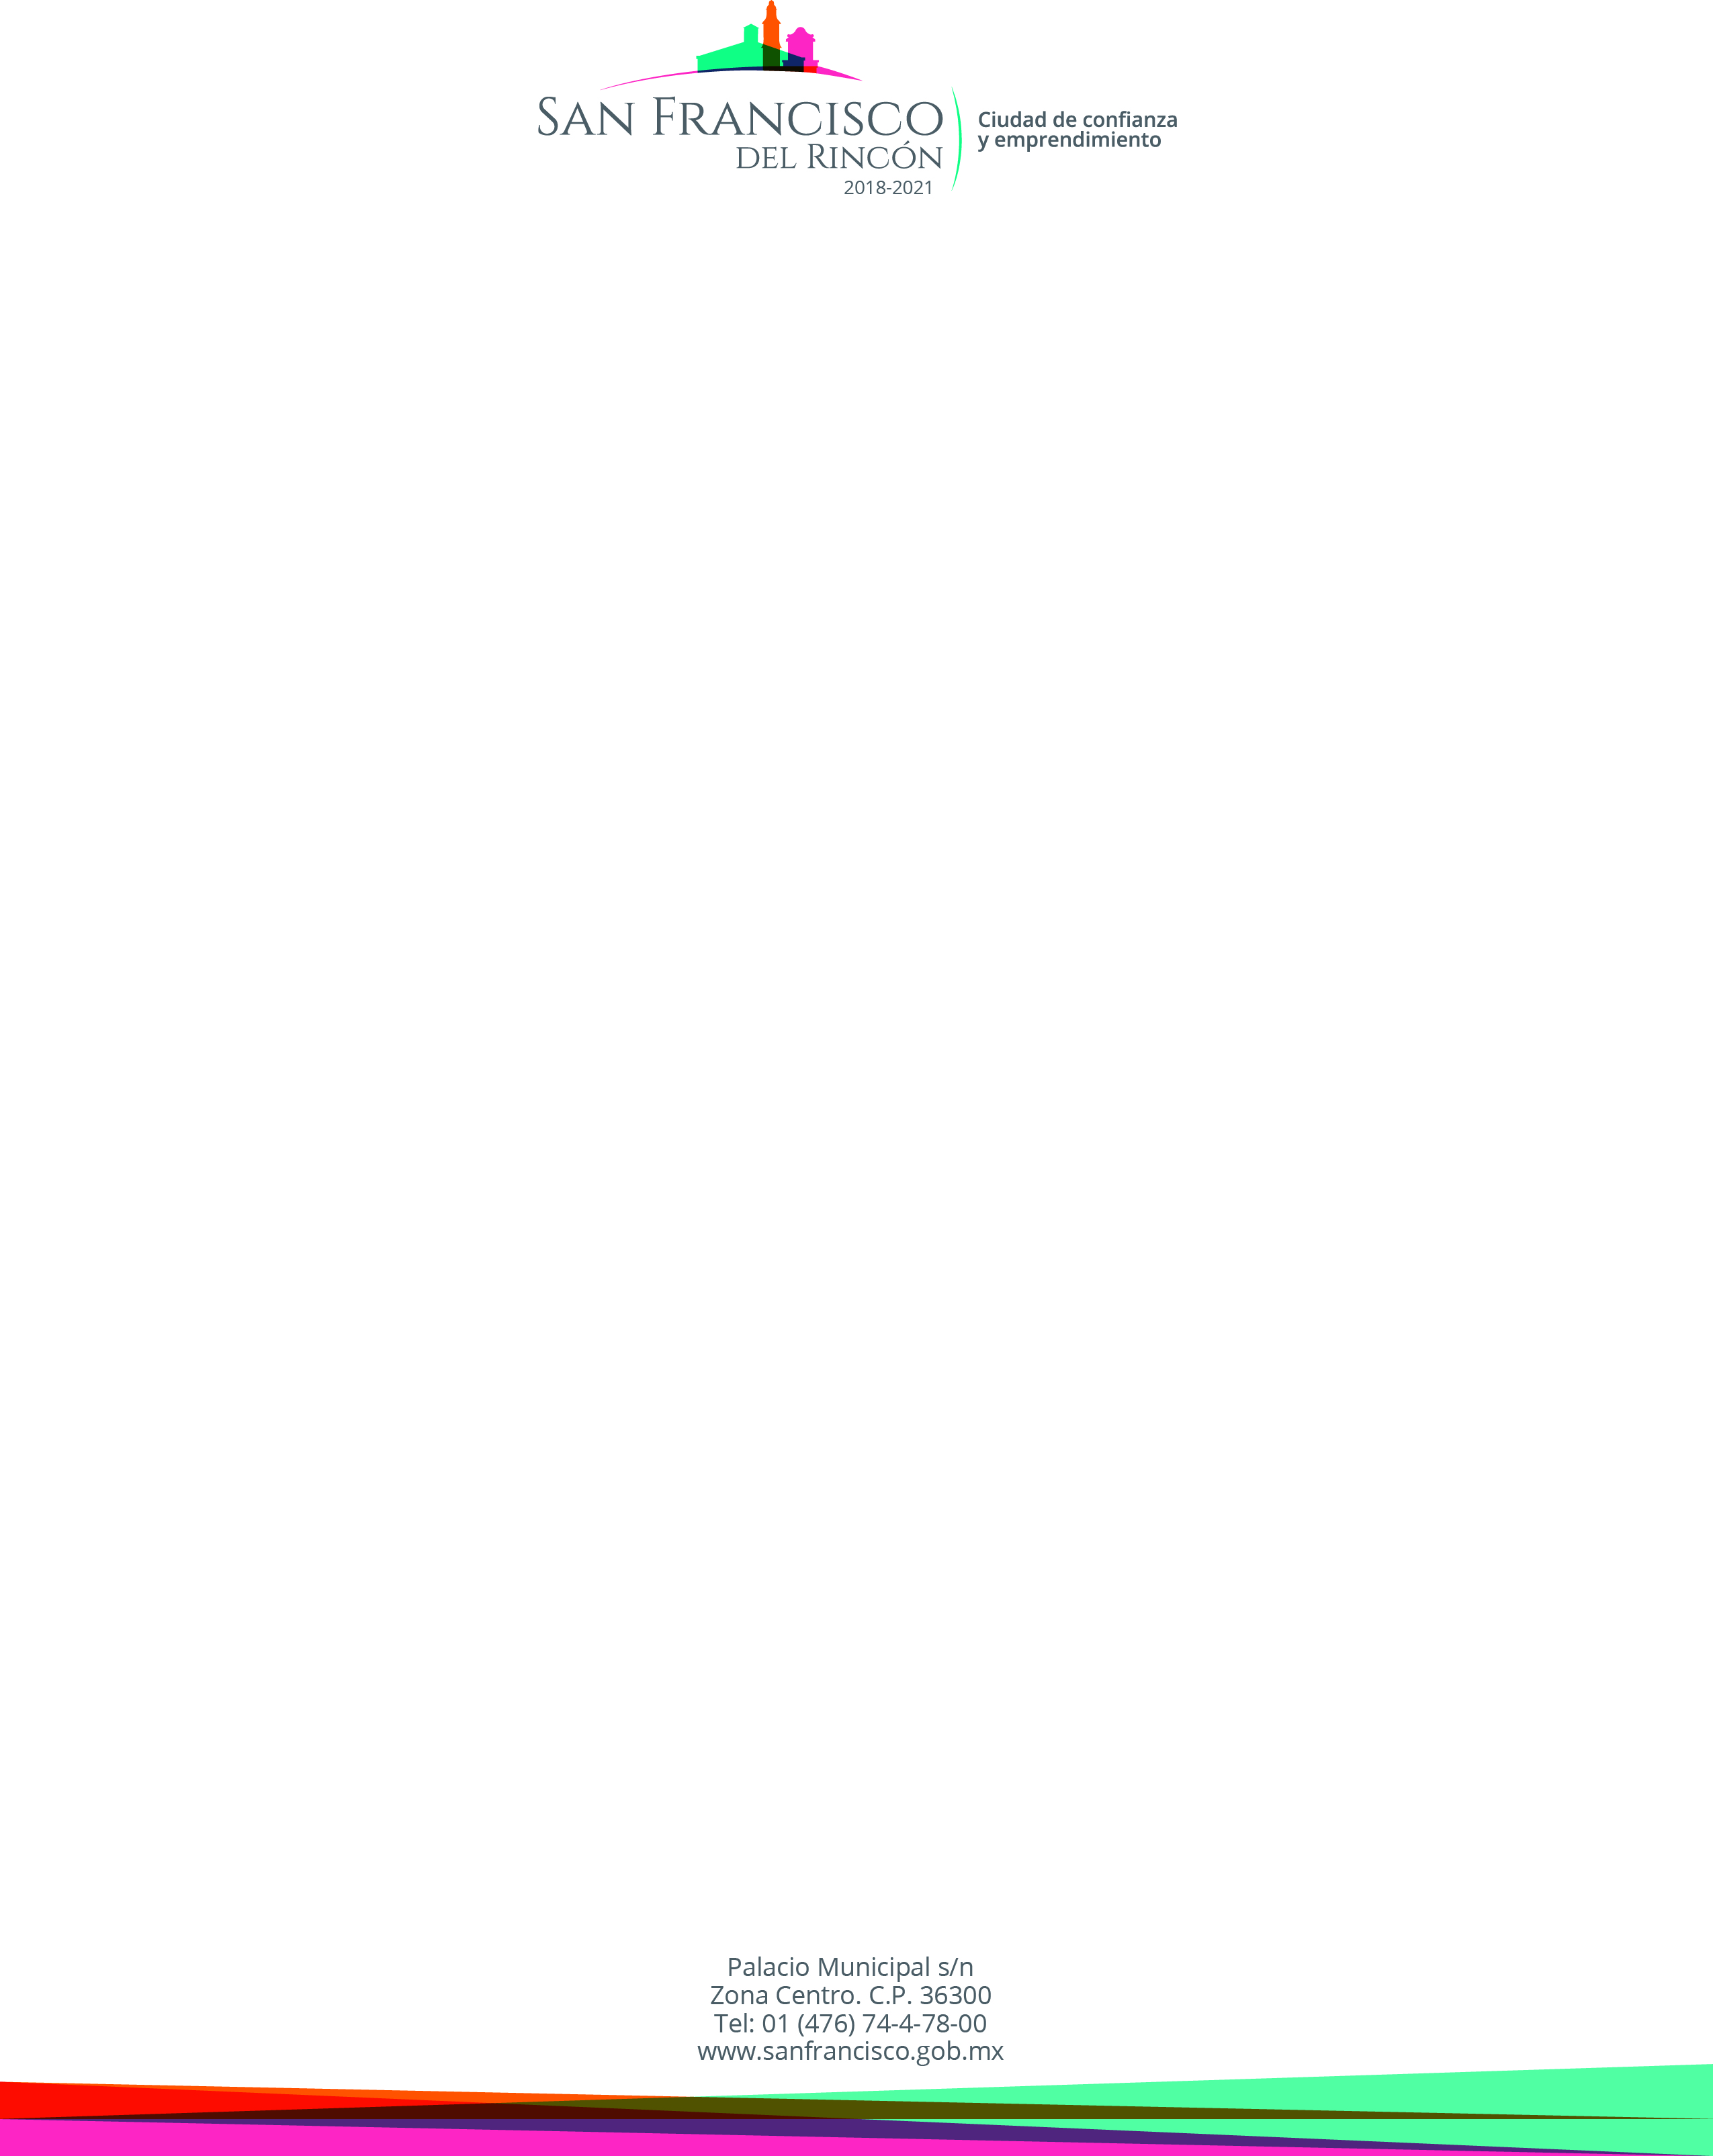 SAN FRANCISCO
DEL RINCÓN
2018-2021
Ciudad de confianza
y emprendimiento
Palacio Municipal s/n
Zona Centro. C.P. 36300
Tel: 01 (476) 74-4-78-00
www.sanfrancisco.gob.mx